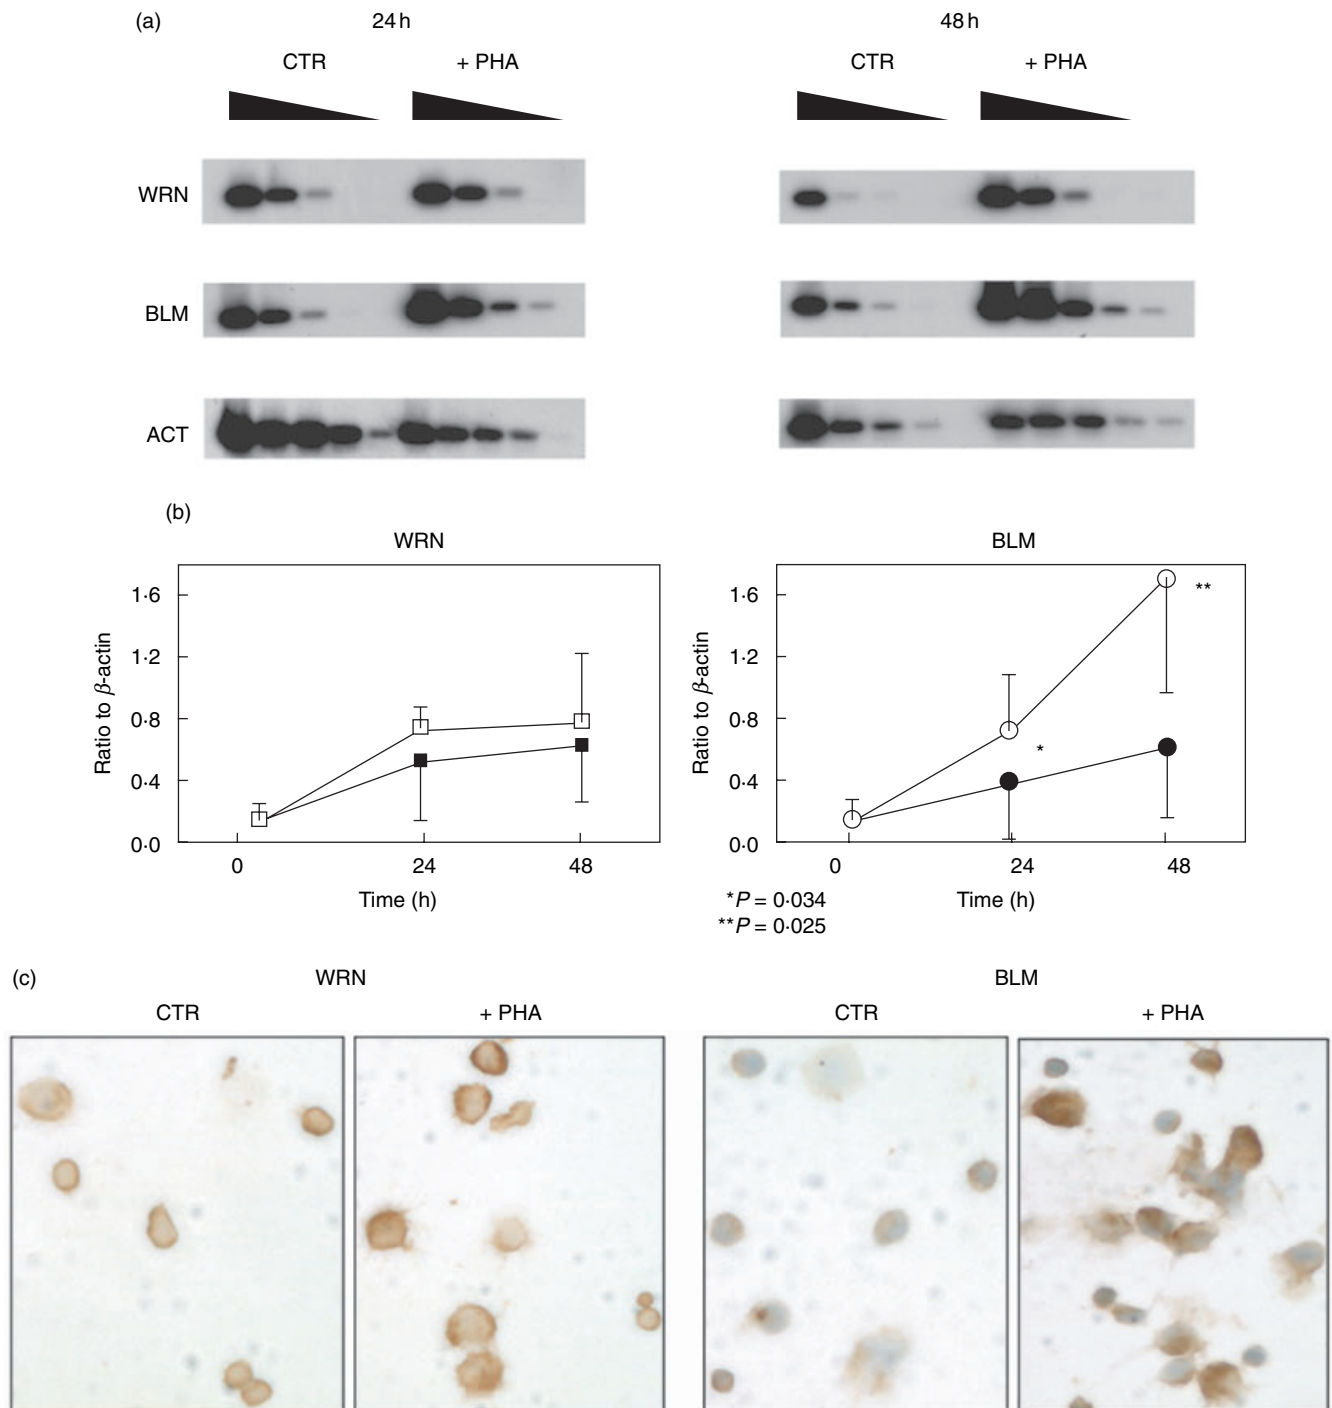 (a) 24 h 48 h
CTR + PHA CTR + PHA
WRN
BLM
ACT
(b)
WRN BLM
1·6 1·6
1·2 1·2
0·8 0·8
0·4 0·4
0·0 0·0
Ratio to β-actin Ratio to β-actin
** 
*
0 24 48 0 24 48
Time (h) Time (h)
*P = 0·034
**P = 0·025
(c) WRN BLM
CTR + PHA CTR + PHA